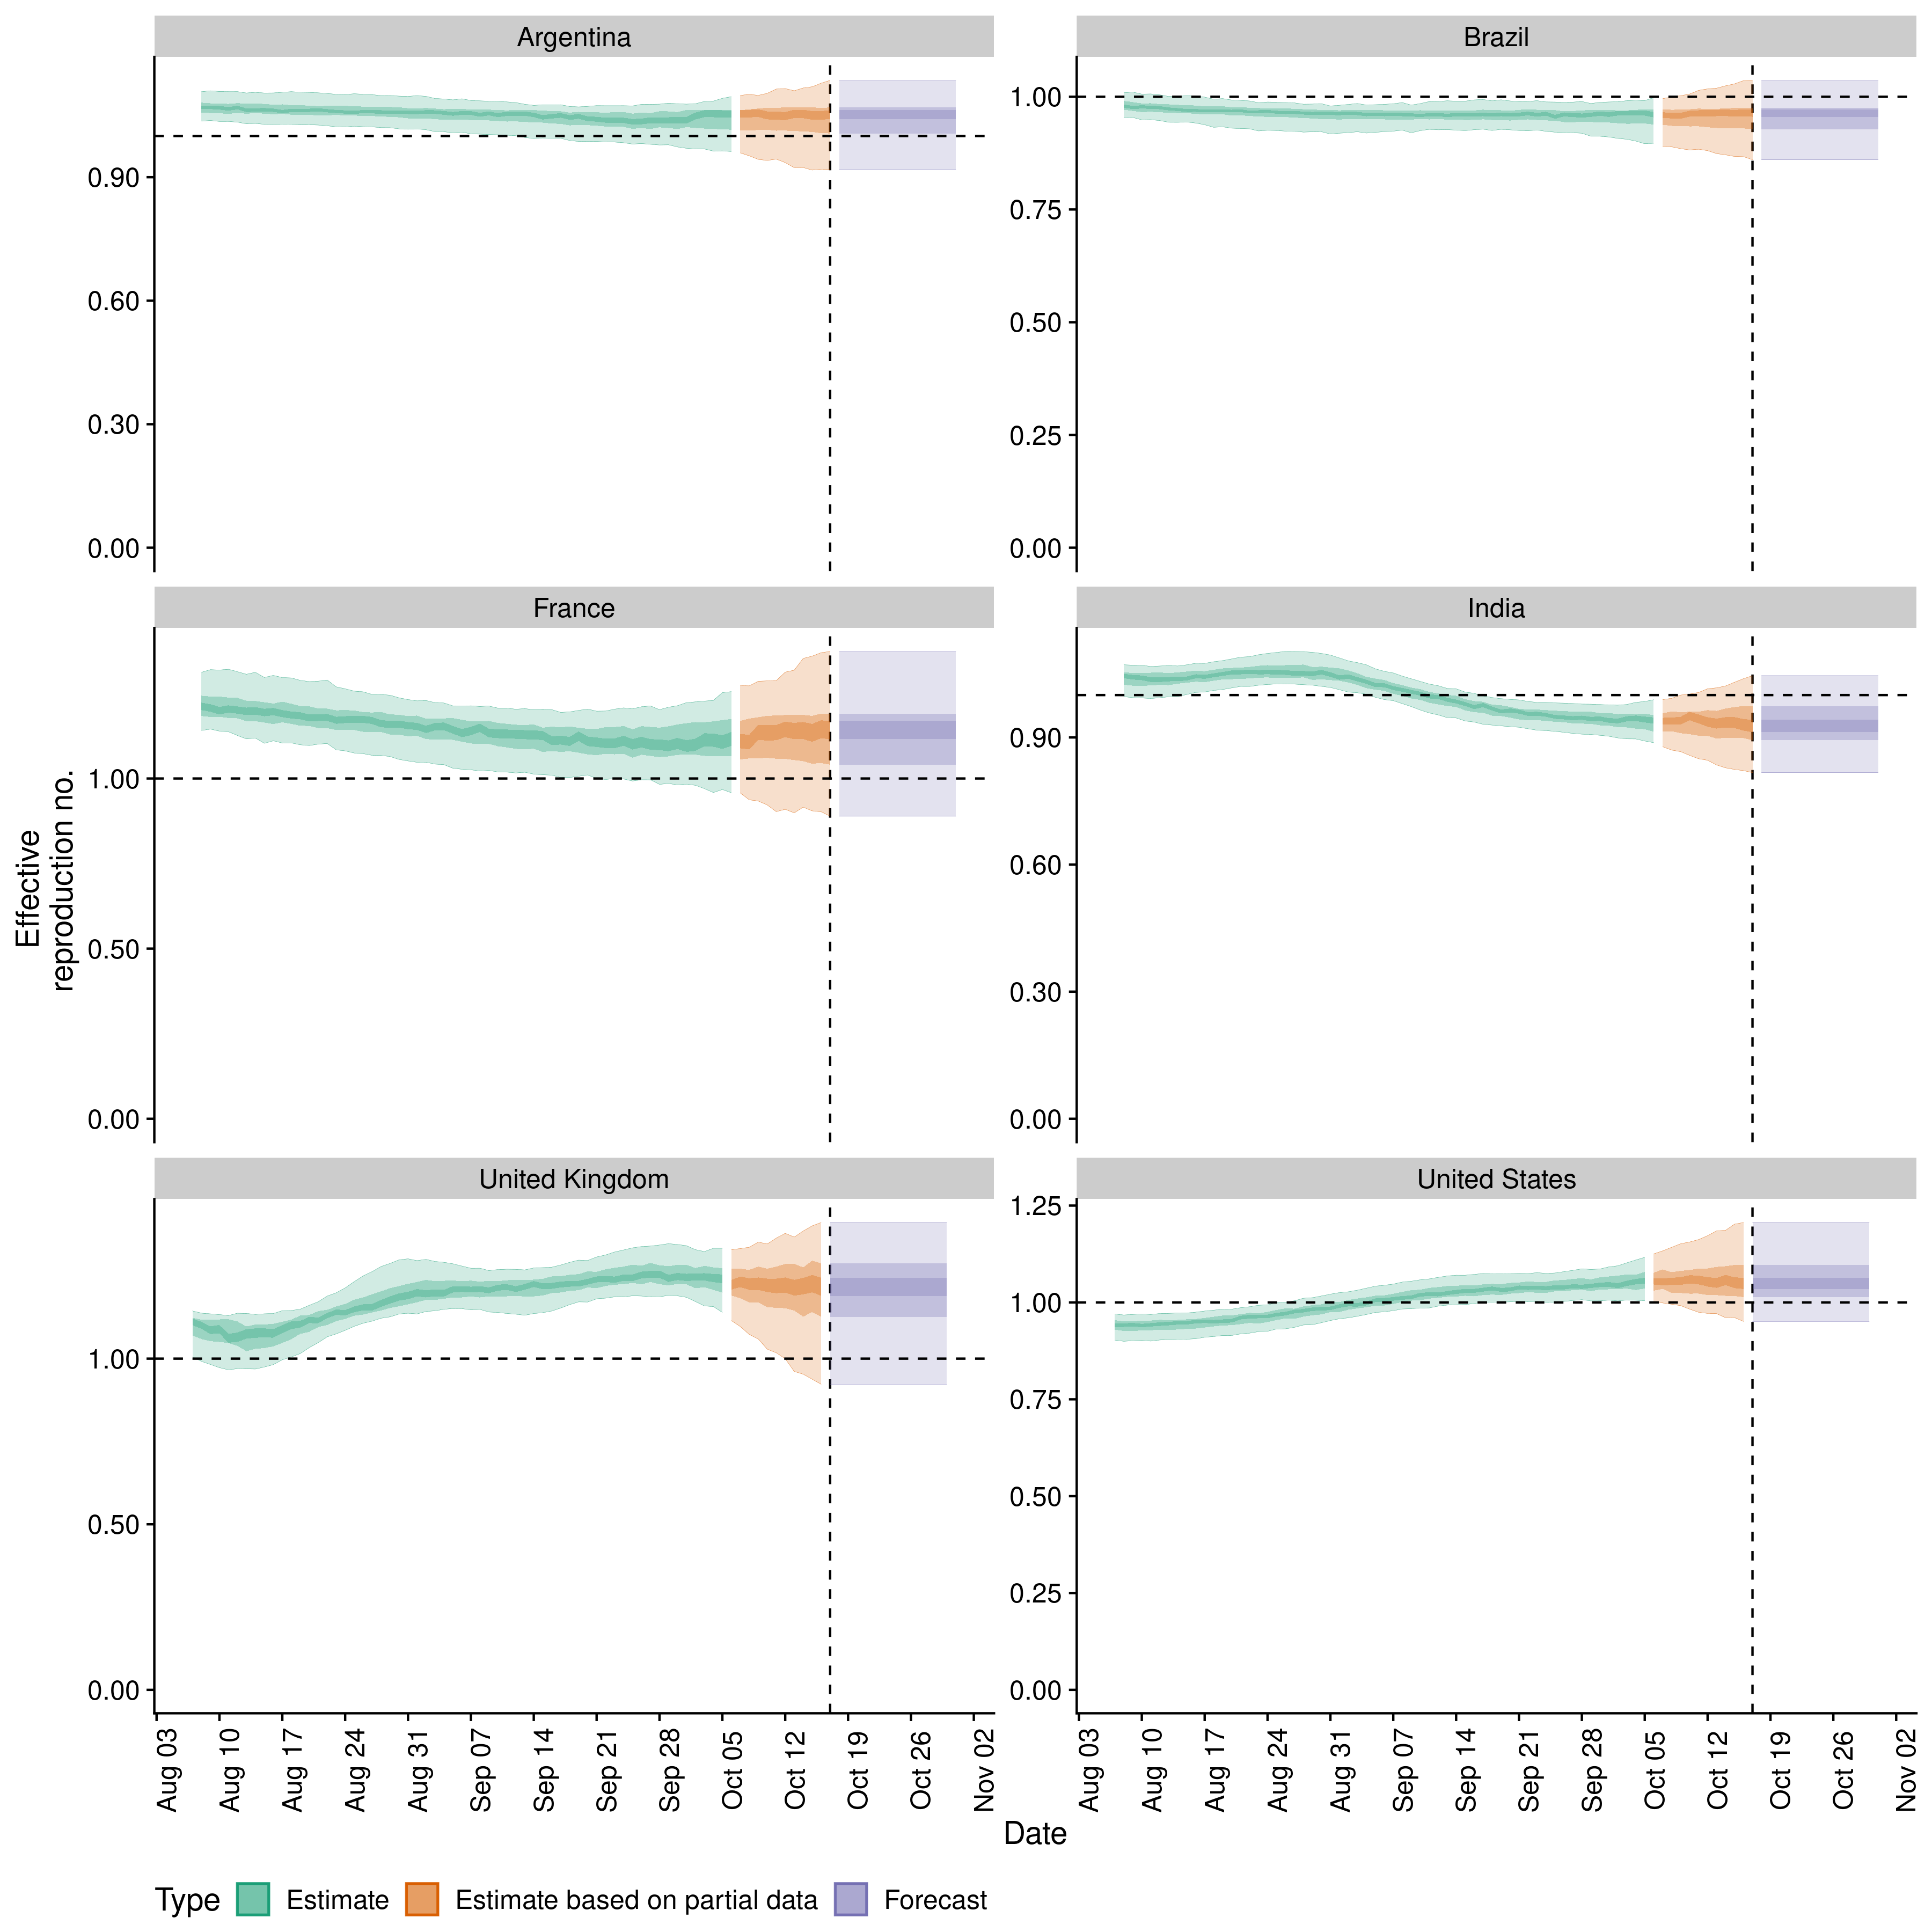 Argentina
0.90
0.60
0.30
0.00
Brazil
1.00
0.75
0.50
0.25
0.00
France
1.00
0.50
0.00
India
0.90
0.60
0.30
0.00
Effective
reproduction no.
United Kingdom
1.00
0.50
0.00
United States
1.25
1.00
0.75
0.50
0.25
0.00
Aug 03
Aug 10
Aug 17
Aug 24
Aug 31
Sep 07
Sep 14
Sep 21
Sep 28
Oct 05
Oct 12
Oct 19
Oct 26
Nov 02
Aug 03
Aug 10
Aug 17
Aug 24
Aug 31
Sep 07
Sep 14
Sep 21
Sep 28
Oct 05
Oct 12
Oct 19
Oct 26
Nov 02
Date
Type Estimate Estimate based on partial data Forecast